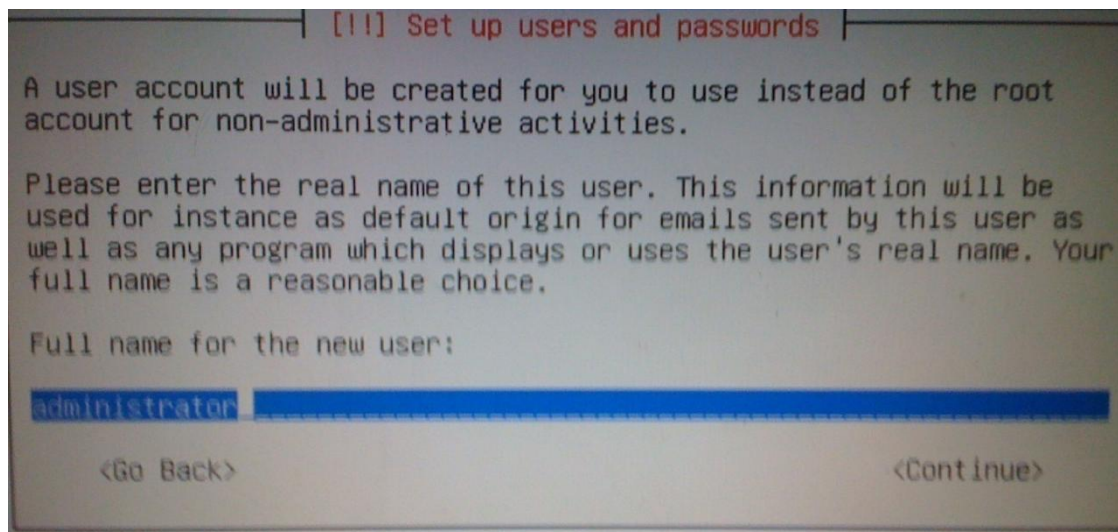 [!!] Set up users and passwords
A user account will be created for you to use instead of the root
account for non-administrative activities.
Please enter the real name of this user. This information will be
used for instance as default origin for emails sent by this user as
well as any program which displays or uses the user's real name. Your
full name is a reasonable choice.
Full name for the new user:
administrator
<Go Back> <Continue>